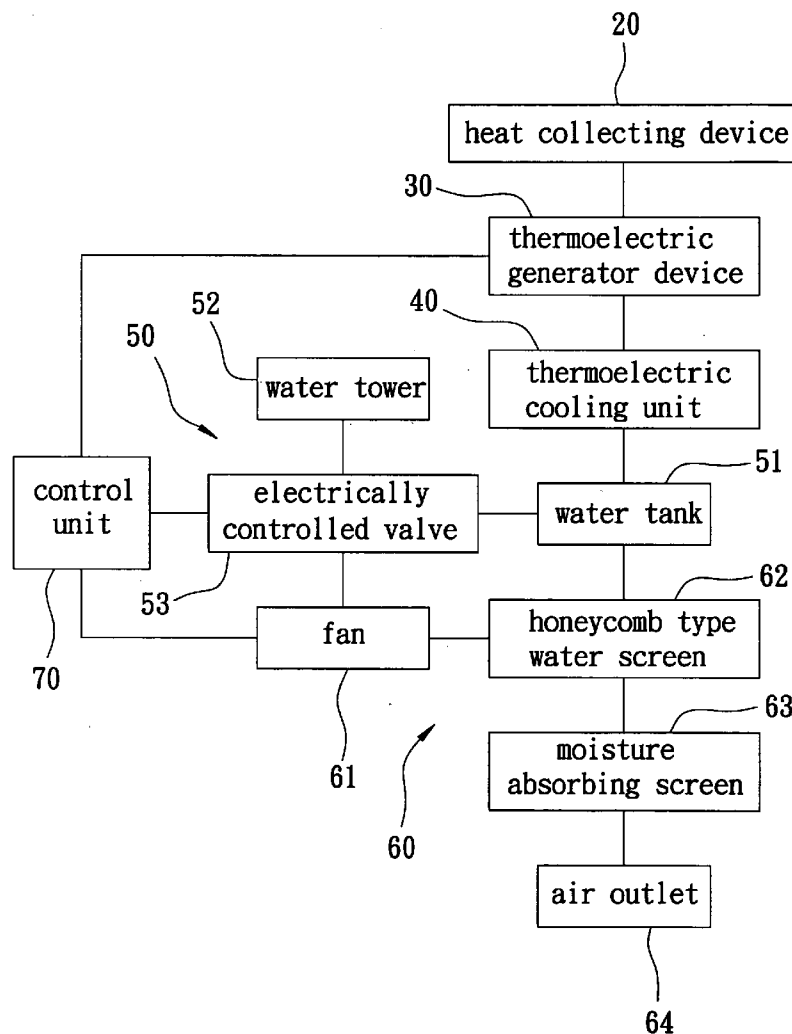 20
heat collecting device
30
thermoelectric
generator device
40
52
50
water tower
thermoelectric
cooling unit
51
control
unit
electrically
controlled valve
water tank
53
62
fan
honeycomb type
water screen
70
63
61
moisture
absorbing screen
60
air outlet
64